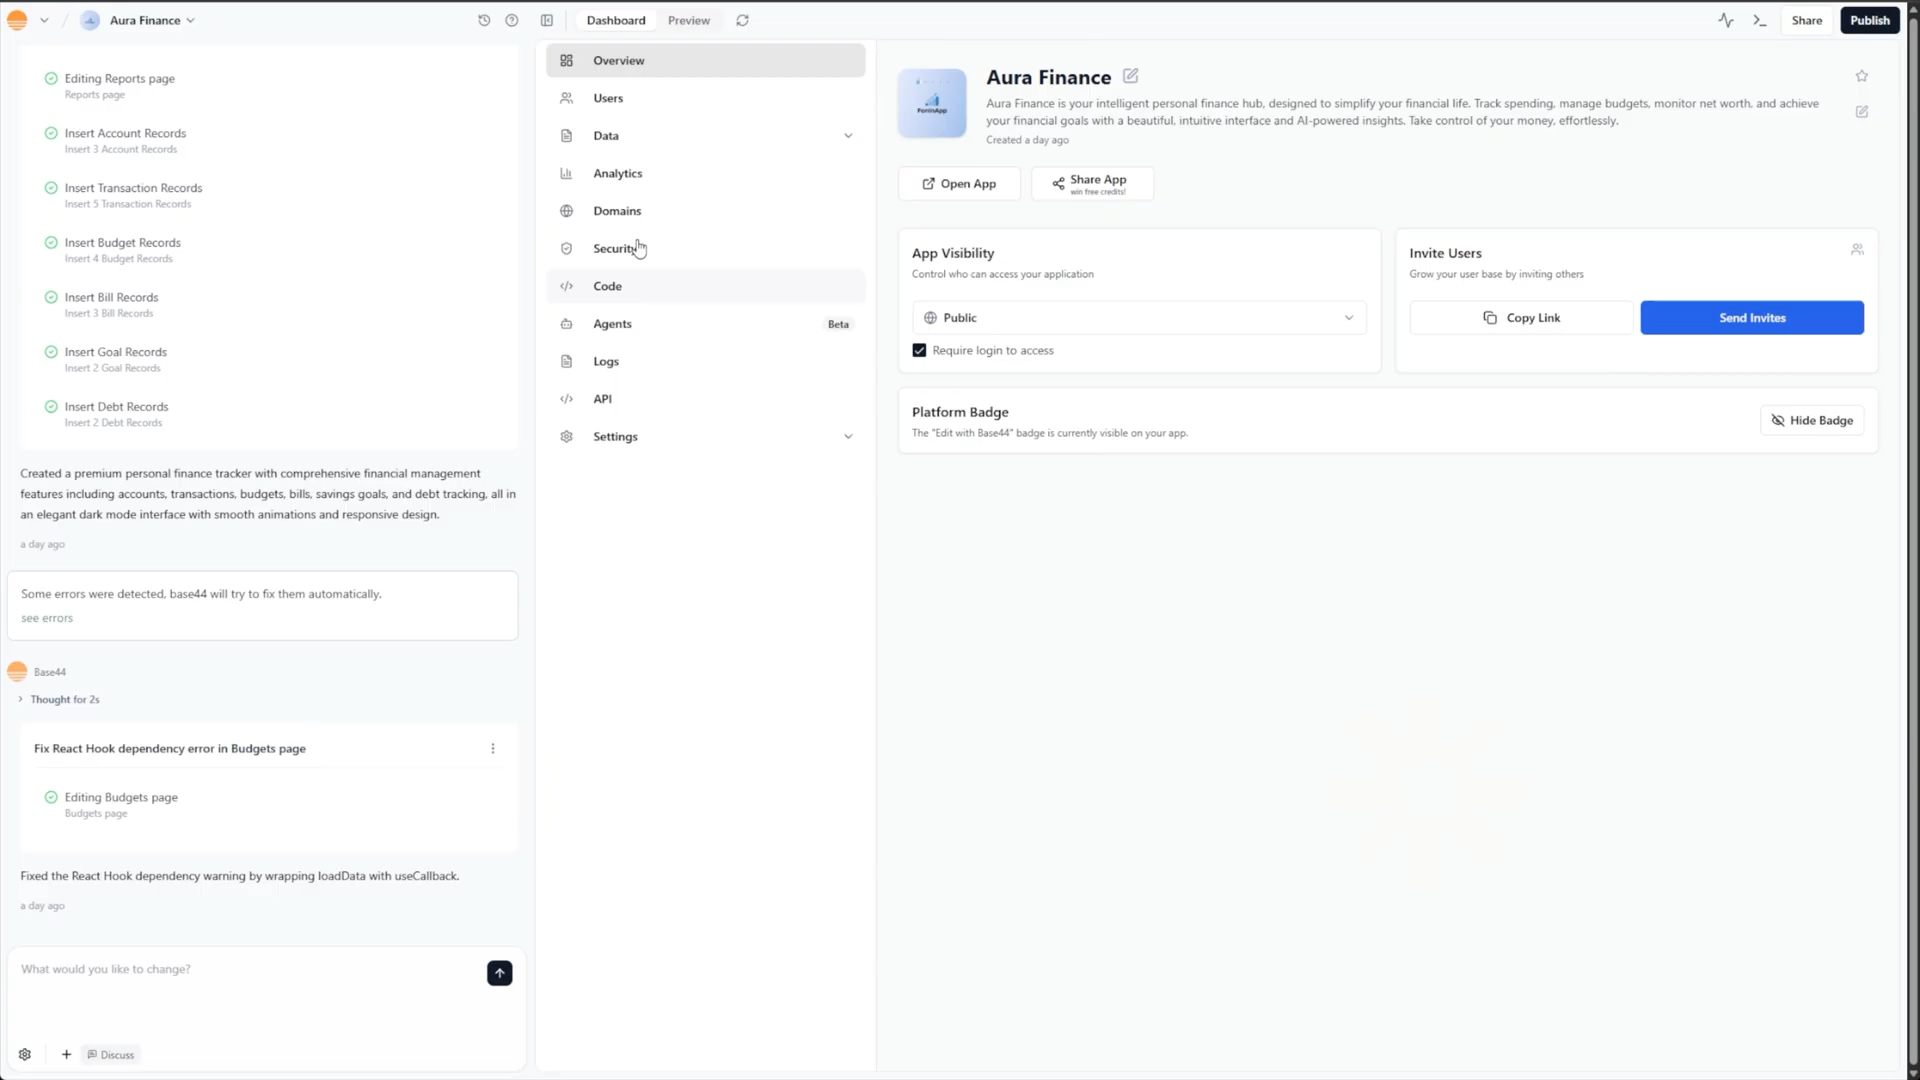 Aura Finance
Dashboard
Preview
Share
Publish
Editing Reports page
Reports page
Insert Account Records
Insert 3 Account Records
Insert Transaction Records
Insert 5 Transaction Records
Insert Budget Records
Insert 4 Budget Records
Insert Bill Records
Insert 3 Bill Records
Insert Goal Records
Insert 2 Goal Records
Insert Debt Records
Insert 2 Debt Records
Created a premium personal finance tracker with comprehensive financial management
features including accounts, transactions, budgets, bills, savings goals, and debt tracking, all in
an elegant dark mode interface with smooth animations and responsive design.
a day ago
Some errors were detected, base44 will try to fix them automatically.
see errors
Base44
Thought for 2s
Fix React Hook dependency error in Budgets page
Editing Budgets page
Budgets page
Fixed the React Hook dependency warning by wrapping loadData with useCallback.
a day ago
What would you like to change?
Discuss
Overview
Users
Data
Analytics
Domains
Security
Code
Agents
Beta
Logs
API
Settings
Aura Finance
Aura Finance is your intelligent personal finance hub, designed to simplify your financial life. Track spending, manage budgets, monitor net worth, and achieve
your financial goals with a beautiful, intuitive interface and AI-powered insights. Take control of your money, effortlessly.
Created a day ago
Open App
Share App
win free credits!
App Visibility
Control who can access your application
Public
Require login to access
Invite Users
Grow your user base by inviting others
Copy Link
Send Invites
Platform Badge
The "Edit with Base44" badge is currently visible on your app.
Hide Badge